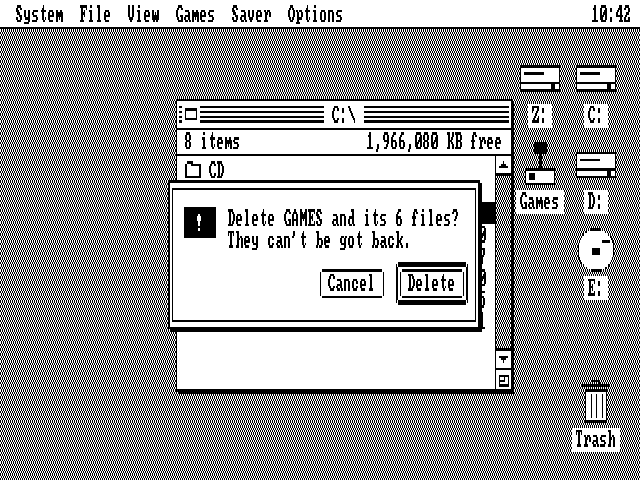 System File View Games Saver Options 10:42
Z: C:
C:\
8 items 1,966,080 KB free
CD
Games D:
! Delete GAMES and its 6 files?
They can't be got back.
Cancel Delete
E:
Trash